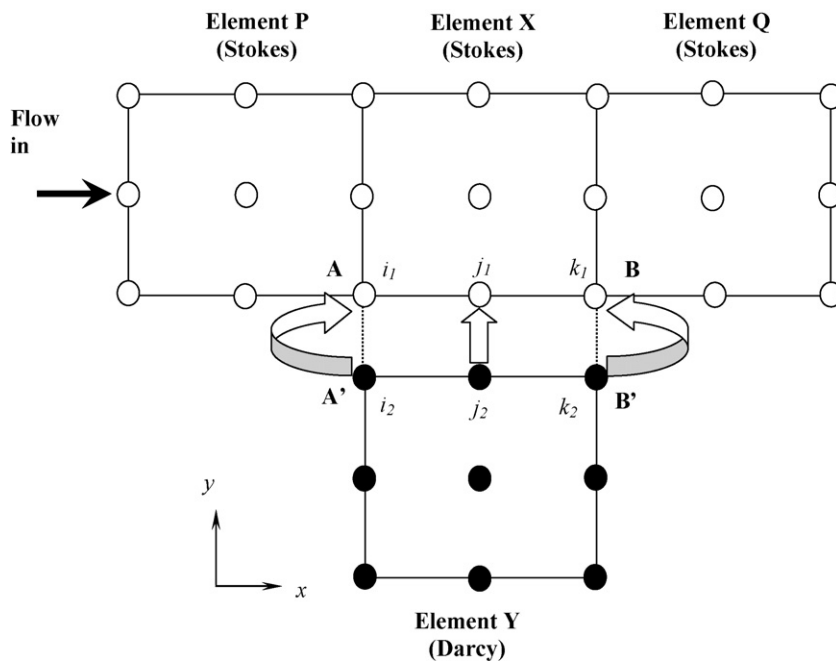 Element P
(Stokes)
Element X
(Stokes)
Element Q
(Stokes)
Flow
in
A
i1
j1
k1
B
A'
i2
j2
k2
B'
y
x
Element Y
(Darcy)